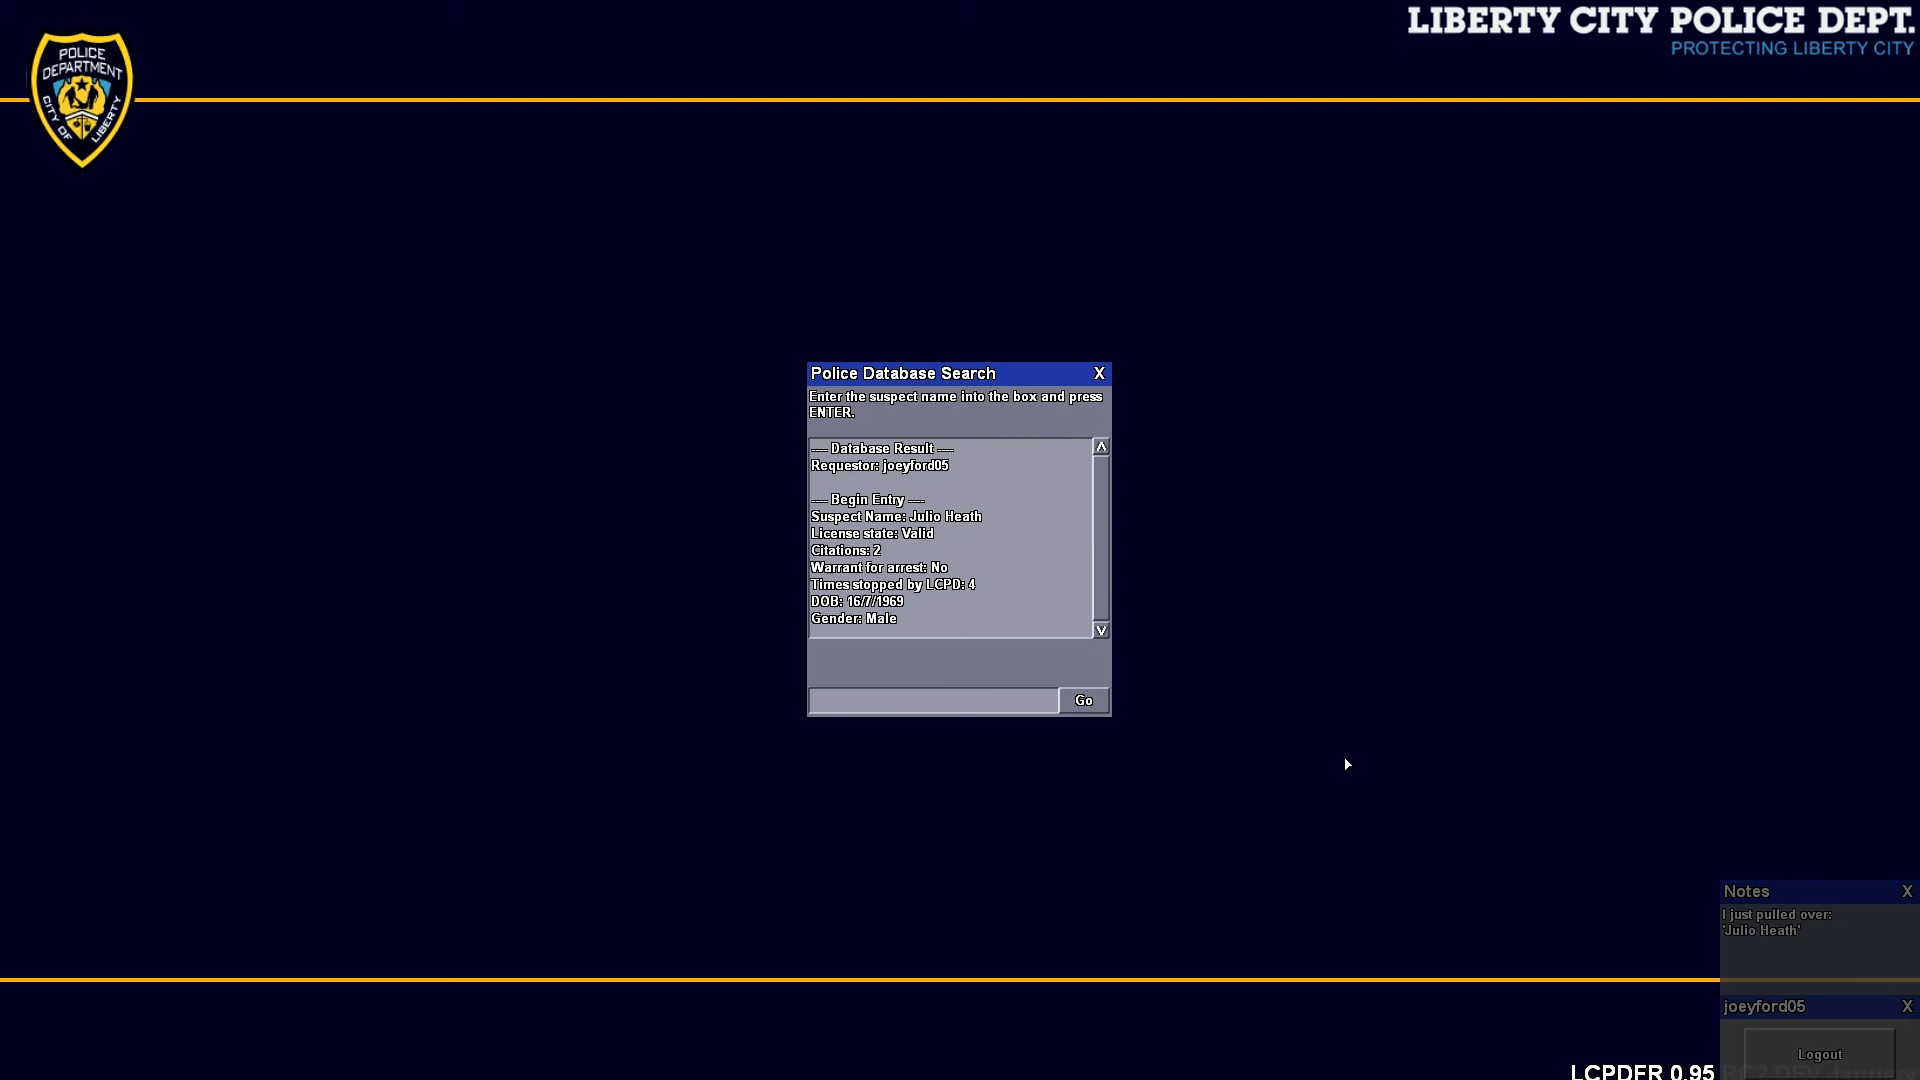 LIBERTY CITY POLICE DEPT.
PROTECTING LIBERTY CITY
POLICE
DEPARTMENT
CITY OF LIBERTY
Police Database Search X
Enter the suspect name into the box and press
ENTER.
---- Database Result ----
Requestor: joeyford05
---- Begin Entry ----
Suspect Name: Julio Heath
License state: Valid
Citations: 2
Warrant for arrest: No
Times stopped by LCPD: 4
DOB: 16/7/1969
Gender: Male
Go
Notes X
I just pulled over:
'Julio Heath'
joeyford05 X
Logout
LCPDFR 0.95 RC2 DEV January